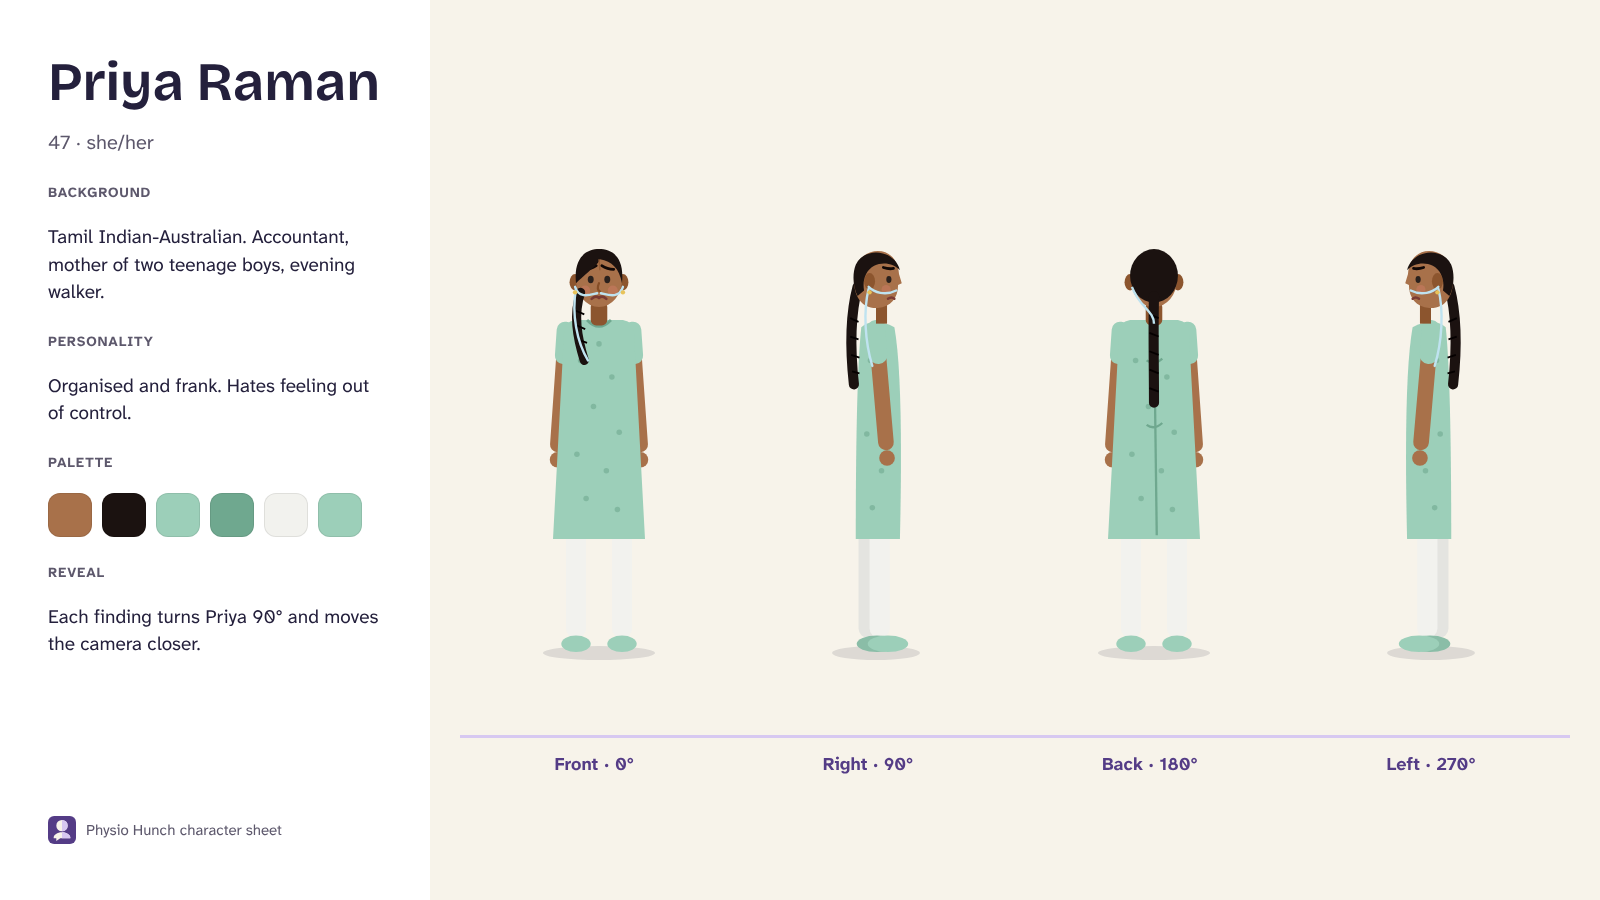 Priya Raman
47 · she/her
BACKGROUND
Tamil Indian-Australian. Accountant,
mother of two teenage boys, evening
walker.
PERSONALITY
Organised and frank. Hates feeling out
of control.
PALETTE
REVEAL
Each finding turns Priya 90° and moves
the camera closer.
Physio Hunch character sheet
Front · 0°
Right · 90°
Back · 180°
Left · 270°